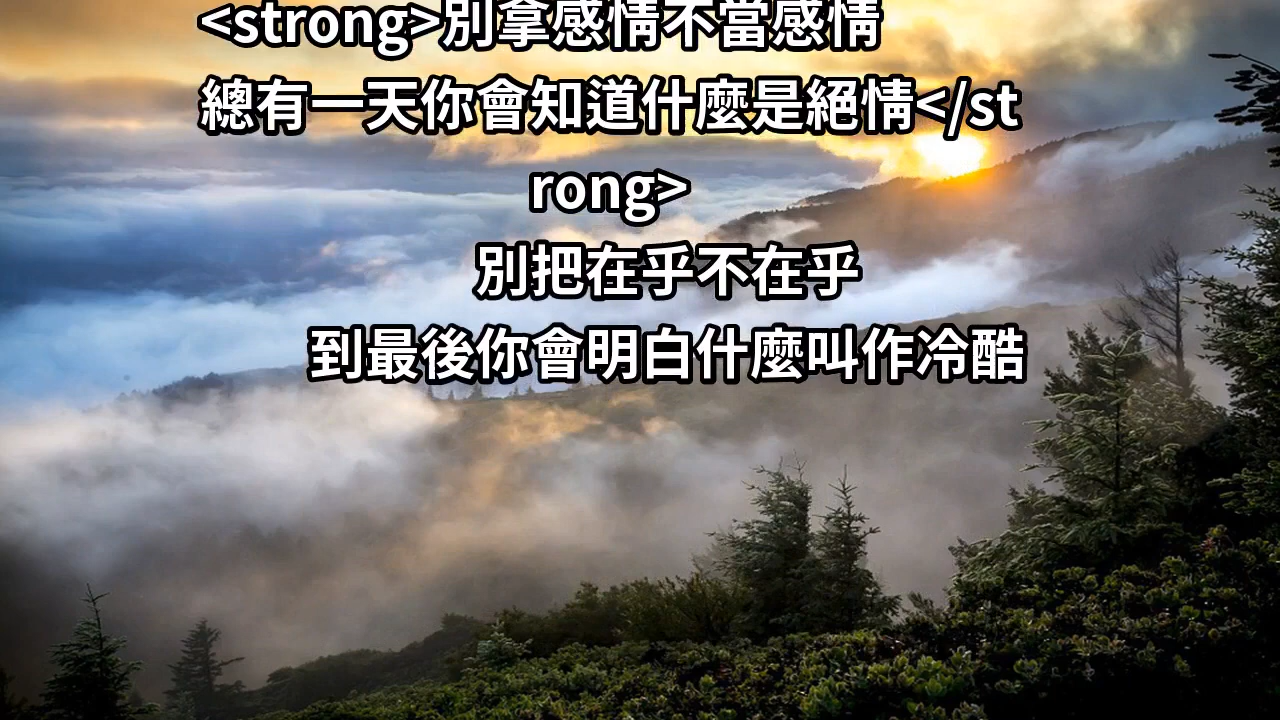 <strong>別拿感情不當感情
總有一天你會知道什麼是絕情</st
rong>
別把在乎不在乎
到最後你會明白什麼叫作冷酷